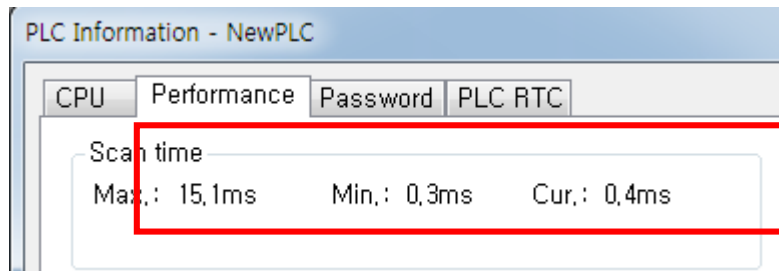 PLC Information - NewPLC
CPU Performance Password PLC RTC
Scan time
Max,: 15,1ms Min,: 0,3ms Cur,: 0,4ms